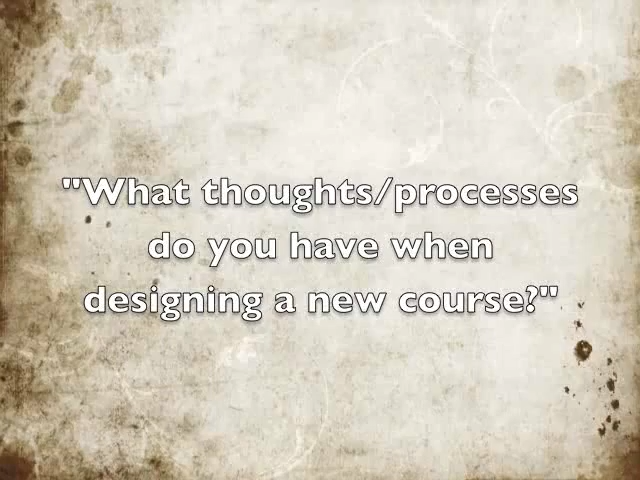 "What thoughts/processes
do you have when
designing a new course?"